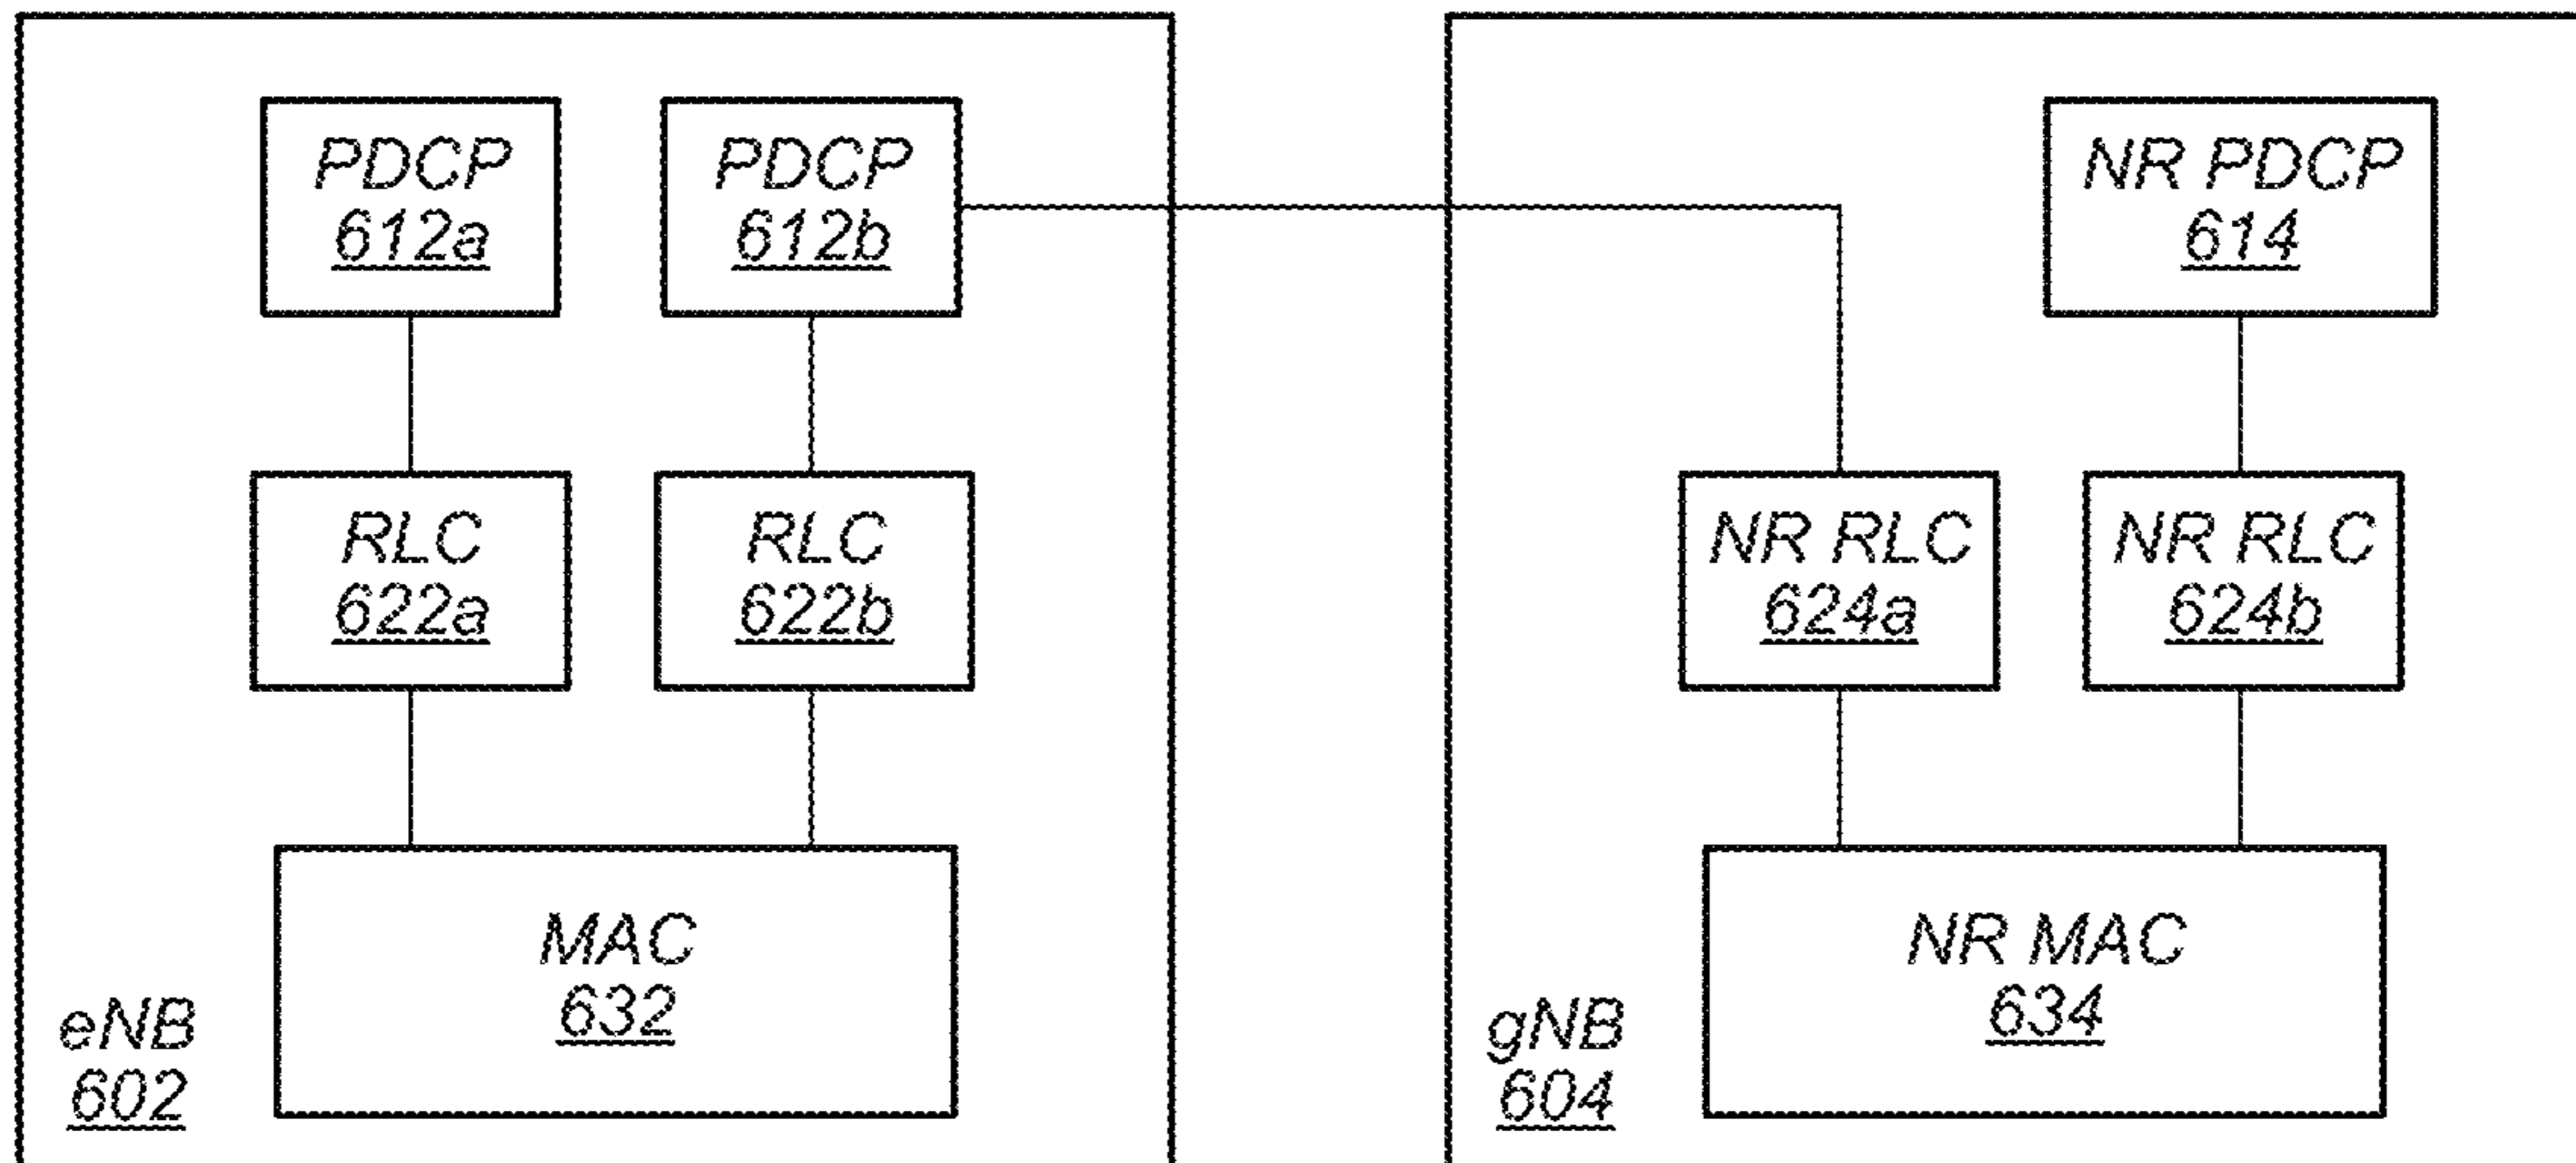 PDCP
612a
PDCP
612b
NR PDCP
614
RLC
622a
RLC
622b
NR RLC
624a
NR RLC
624b
MAC
632
NR MAC
634
eNB
602
gNB
604